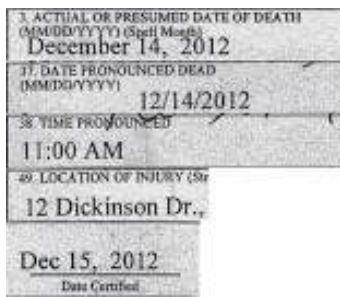 3. ACTUAL OR PRESUMED DATE OF DEATH
(MM/DD/YYYY) (Spell Month)
December 14, 2012
37. DATE PRONOUNCED DEAD
(MM/DD/YYYY)
12/14/2012
38. TIME PRONOUNCED
11:00 AM
49. LOCATION OF INJURY (Str
12 Dickinson Dr.,
Dec 15, 2012
Date Certified